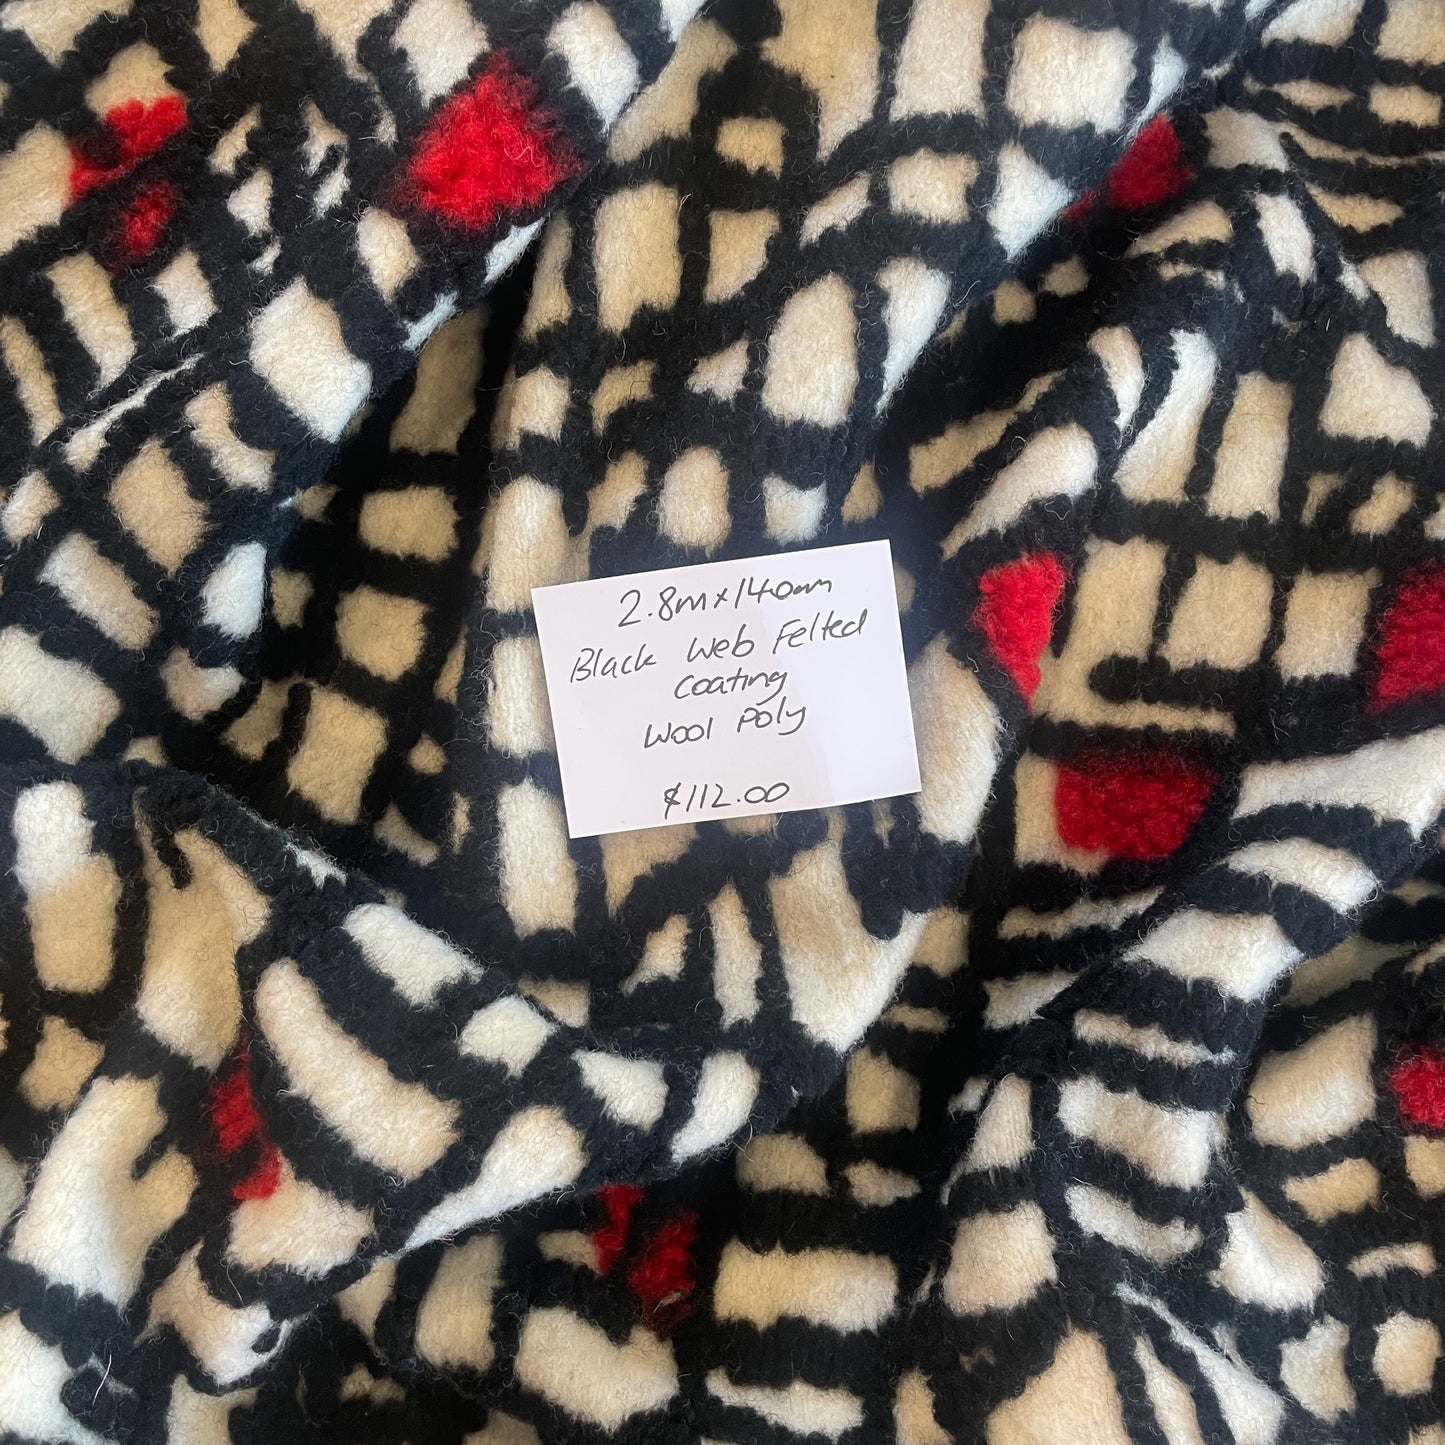 2.8m x 140cm
Black Web Felted
Coating
Wool Poly
$112.00